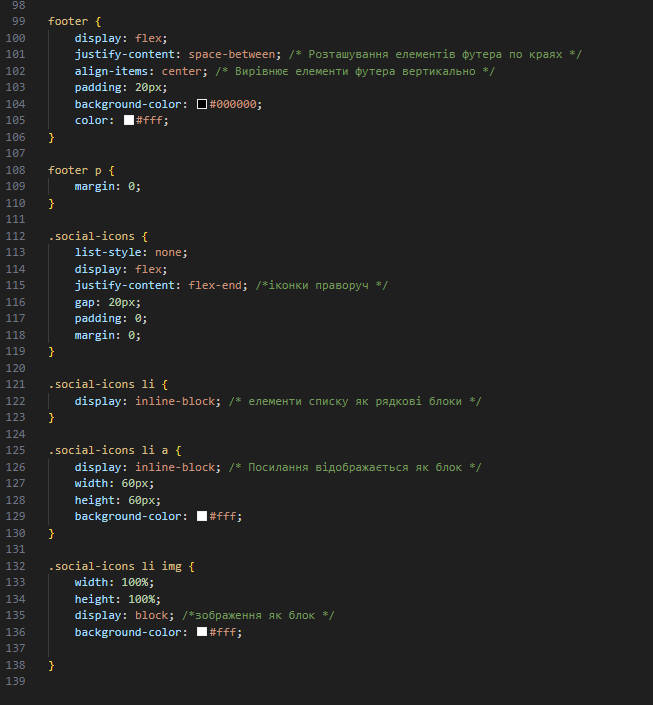 98
99 footer {
100 display: flex;
101 justify-content: space-between; /* Розташування елементів футера по краях */
102 align-items: center; /* Вирівнює елементи футера вертикально */
103 padding: 20px;
104 background-color: #000000;
105 color: #fff;
106 }
107
108 footer p {
109 margin: 0;
110 }
111
112 .social-icons {
113 list-style: none;
114 display: flex;
115 justify-content: flex-end; /*іконки праворуч */
116 gap: 20px;
117 padding: 0;
118 margin: 0;
119 }
120
121 .social-icons li {
122 display: inline-block; /* елементи списку як рядкові блоки */
123 }
124
125 .social-icons li a {
126 display: inline-block; /* Посилання відображається як блок */
127 width: 60px;
128 height: 60px;
129 background-color: #fff;
130 }
131
132 .social-icons li img {
133 width: 100%;
134 height: 100%;
135 display: block; /*зображення як блок */
136 background-color: #fff;
137
138 }
139